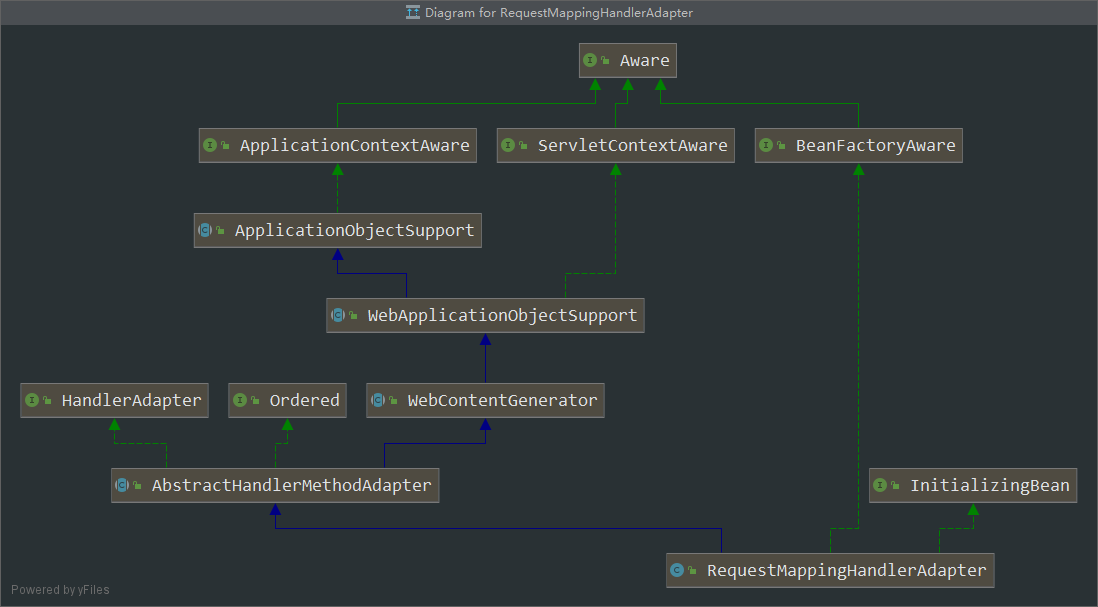 Diagram for RequestMappingHandlerAdapter
Aware
ApplicationContextAware
ServletContextAware
BeanFactoryAware
ApplicationObjectSupport
WebApplicationObjectSupport
HandlerAdapter
Ordered
WebContentGenerator
AbstractHandlerMethodAdapter
InitializingBean
RequestMappingHandlerAdapter
Powered by yFiles